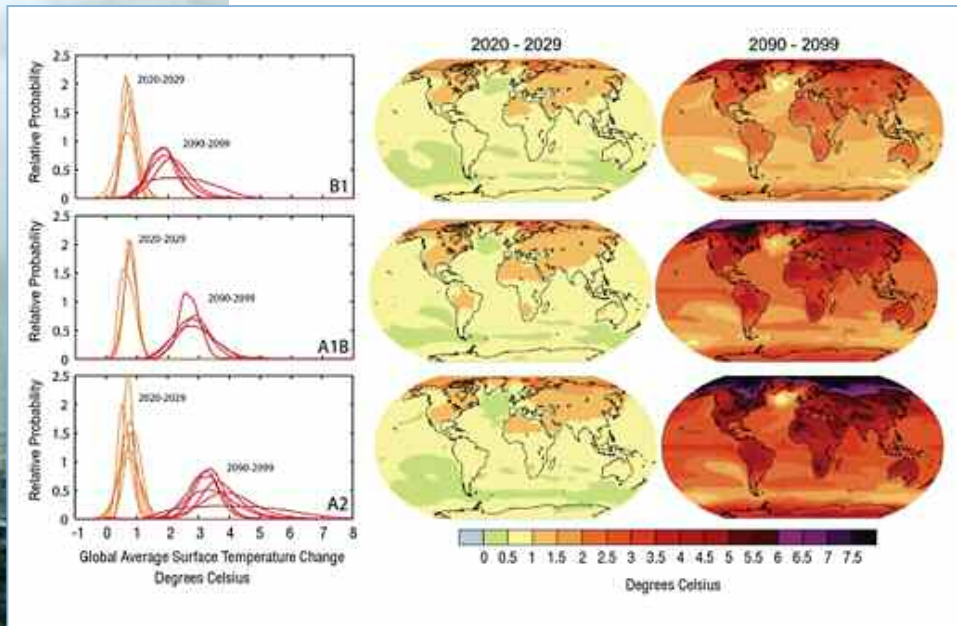 2020 - 2029
2090 - 2099
Relative Probability
2.5
2
1.5
1
0.5
0
2020-2029
2090-2099
B1
Relative Probability
2.5
2
1.5
1
0.5
0
2020-2029
2090-2099
A1B
Relative Probability
2.5
2
1.5
1
0.5
0
2020-2029
2090-2099
A2
-1 0 1 2 3 4 5 6 7 8
Global Average Surface Temperature Change
Degrees Celsius
0 0.5 1 1.5 2 2.5 3 3.5 4 4.5 5 5.5 6 6.5 7 7.5
Degrees Celsius